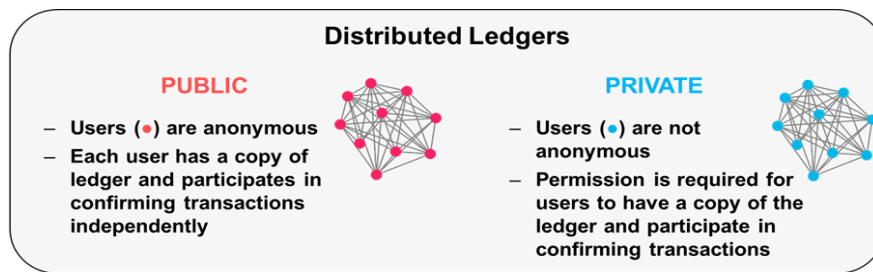 Distributed Ledgers
PUBLIC
– Users (●) are anonymous
– Each user has a copy of
ledger and participates in
confirming transactions
independently
PRIVATE
– Users (●) are not
anonymous
– Permission is required for
users to have a copy of the
ledger and participate in
confirming transactions